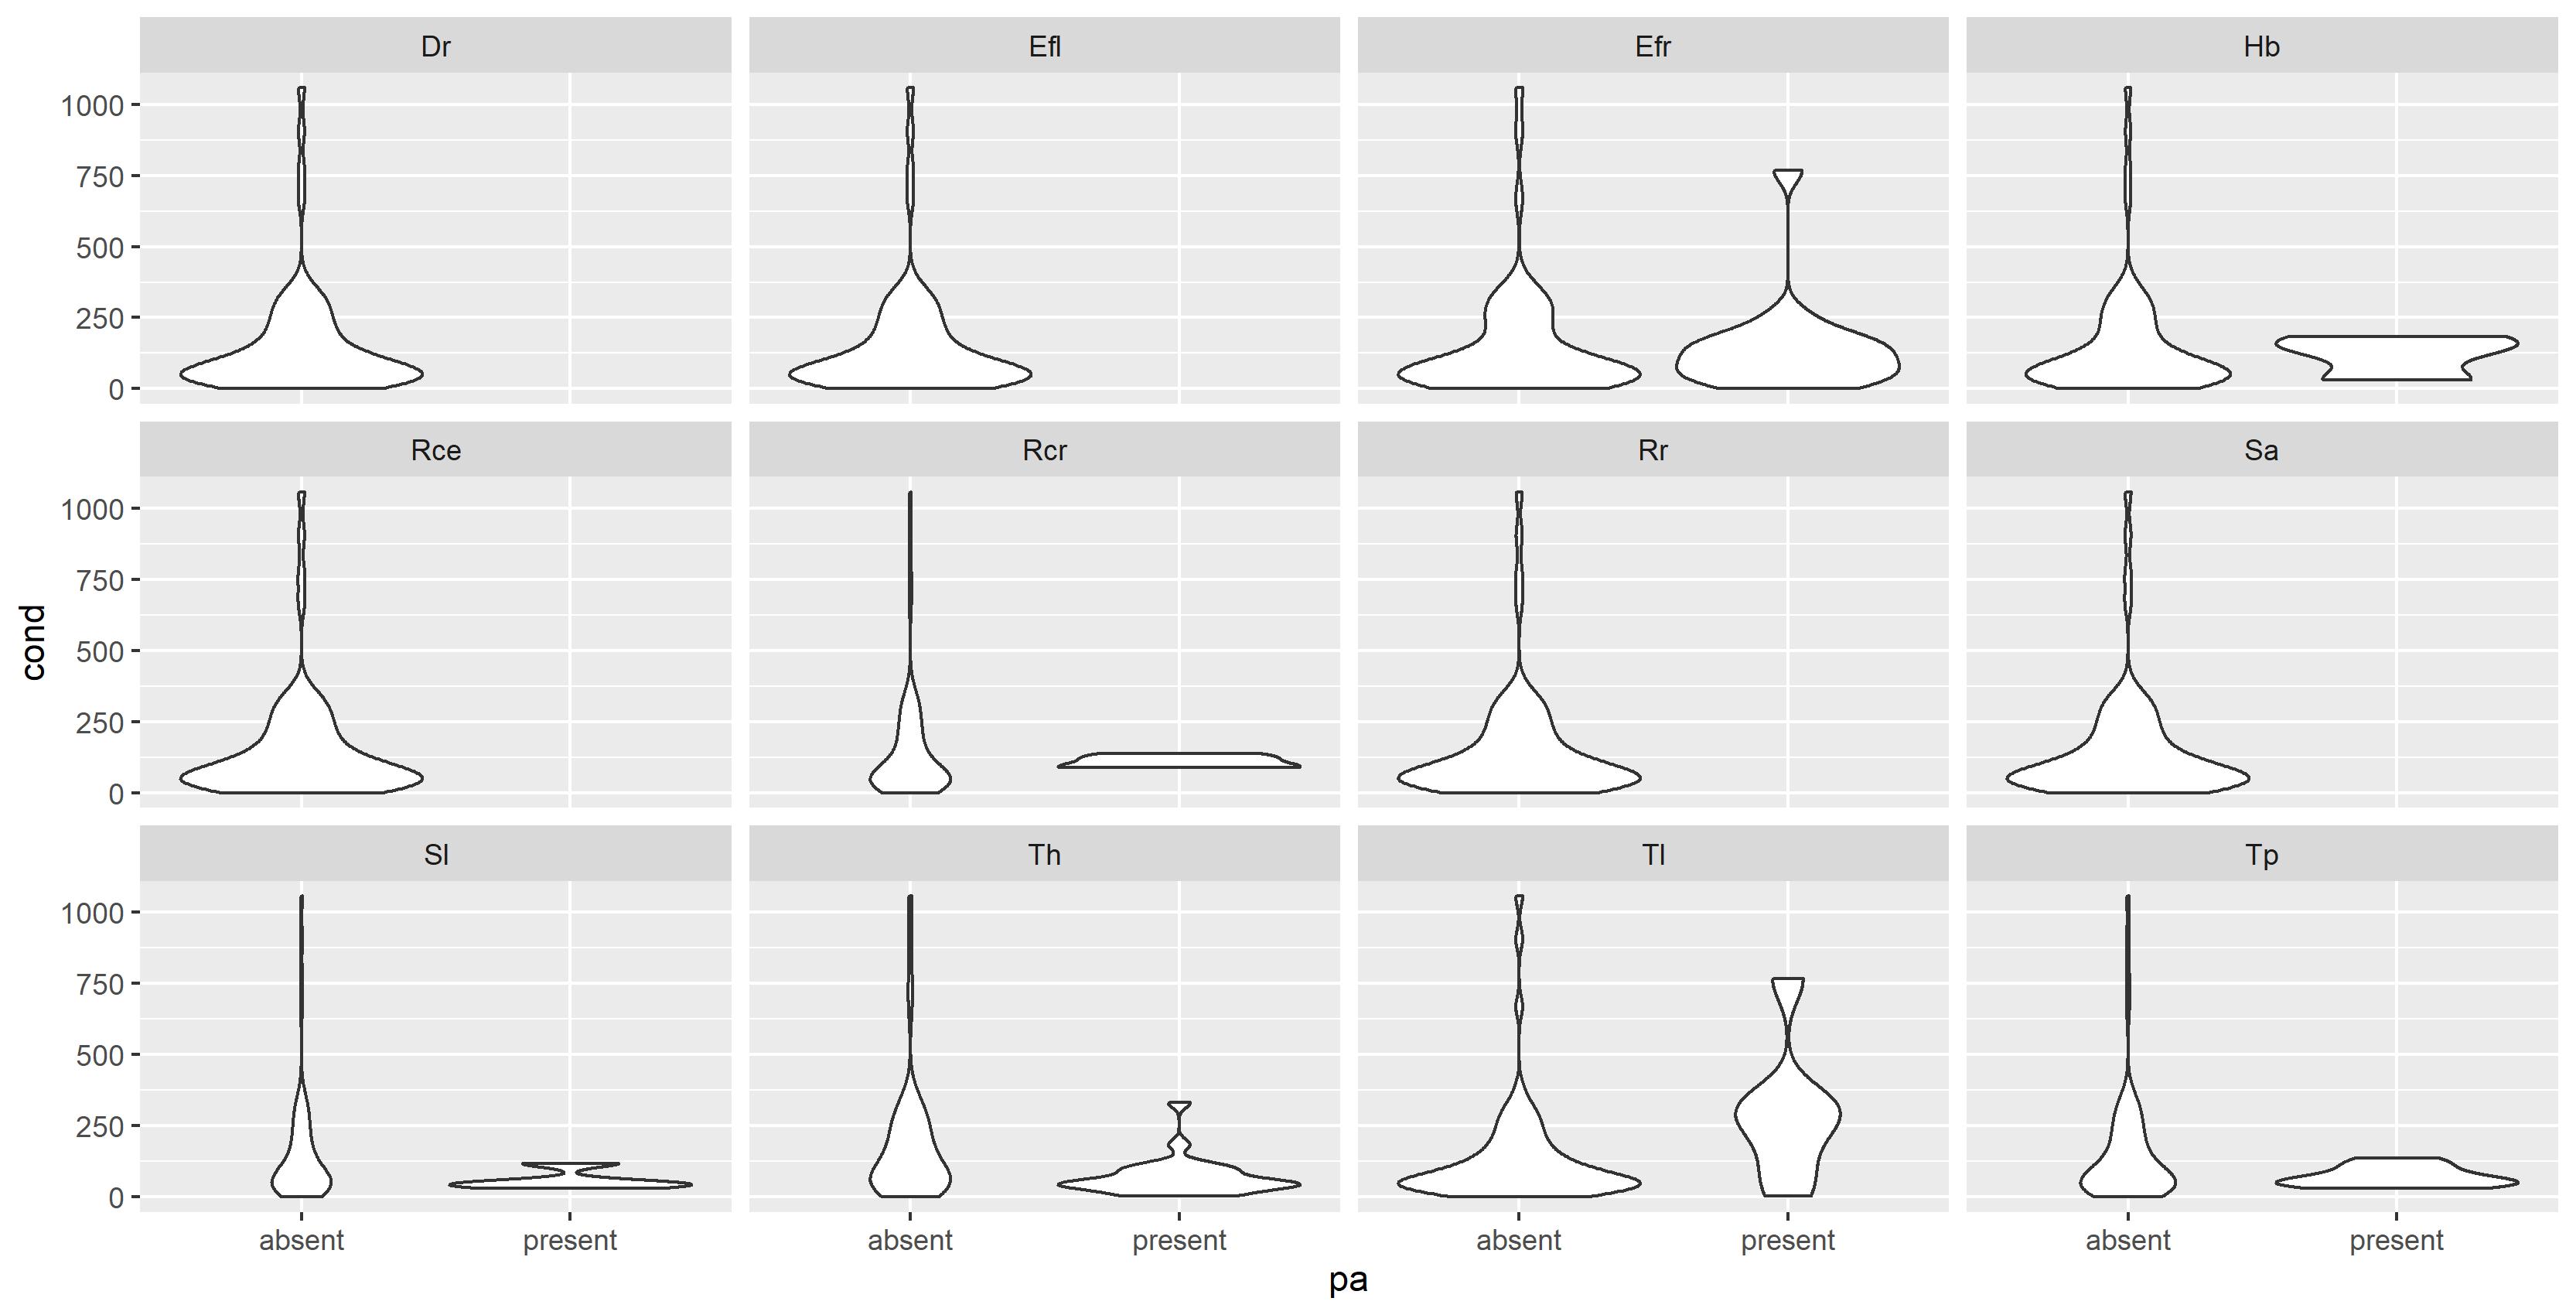 Dr Efl Efr Hb
1000
750
500
250
0
Rce Rcr Rr Sa
1000
750
500
250
0
cond
Sl Th Tl Tp
1000
750
500
250
0
absent present absent present absent present absent present
pa